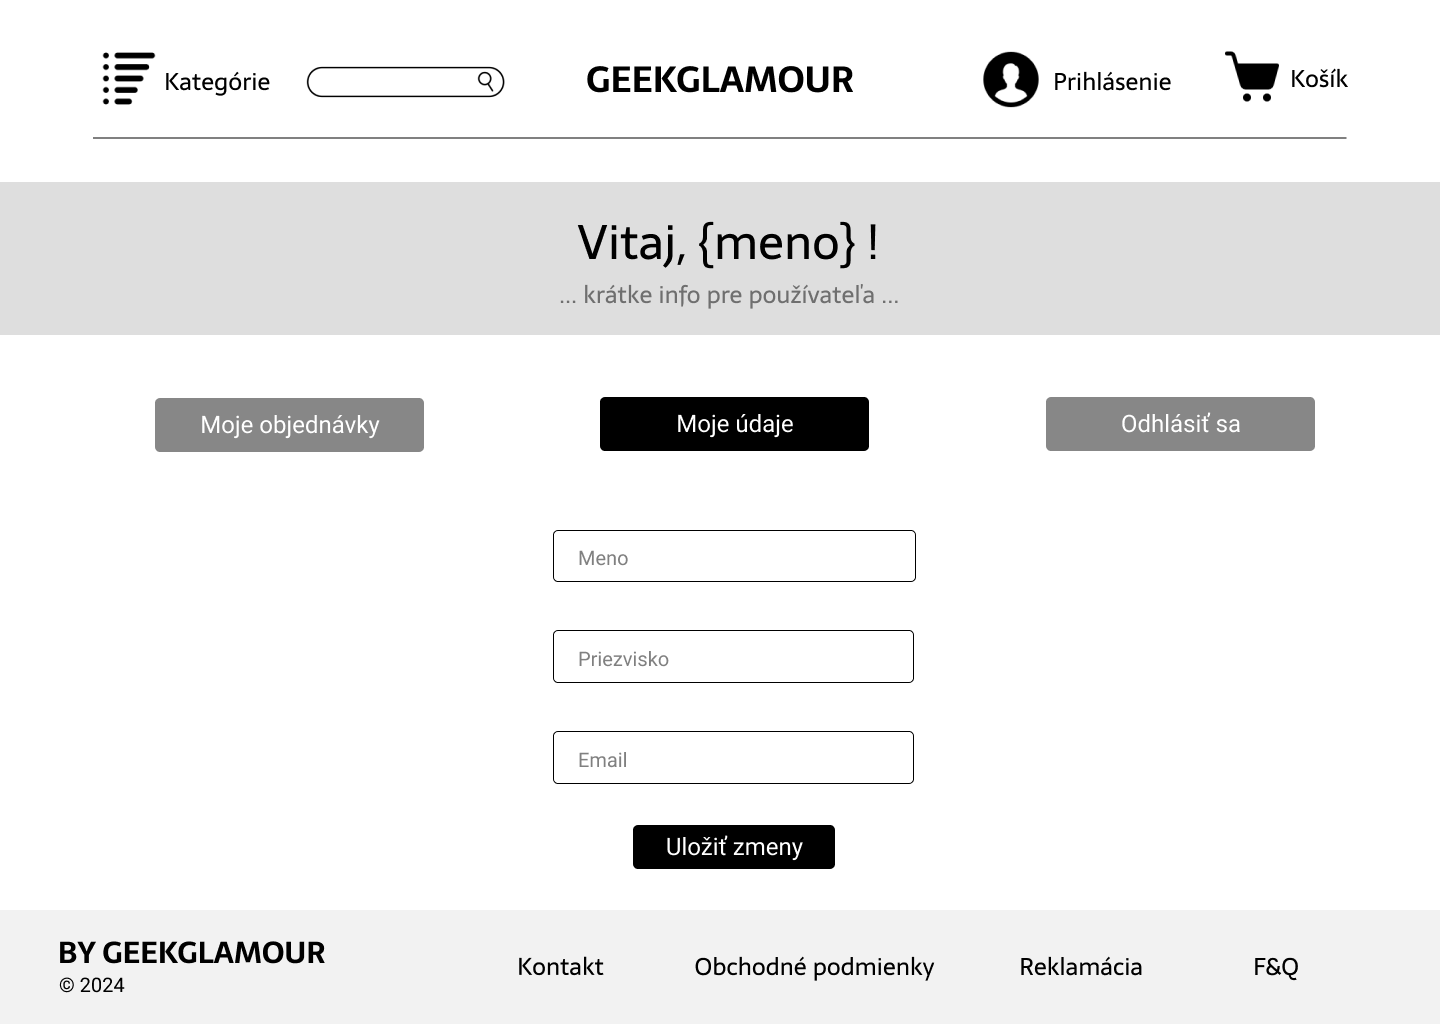 Kategórie
GEEKGLAMOUR
Prihlásenie
Košík
Vitaj, {meno} !
... krátke info pre používateľa ...
Moje objednávky
Moje údaje
Odhlásiť sa
Meno
Priezvisko
Email
Uložiť zmeny
BY GEEKGLAMOUR
© 2024
Kontakt
Obchodné podmienky
Reklamácia
F&Q